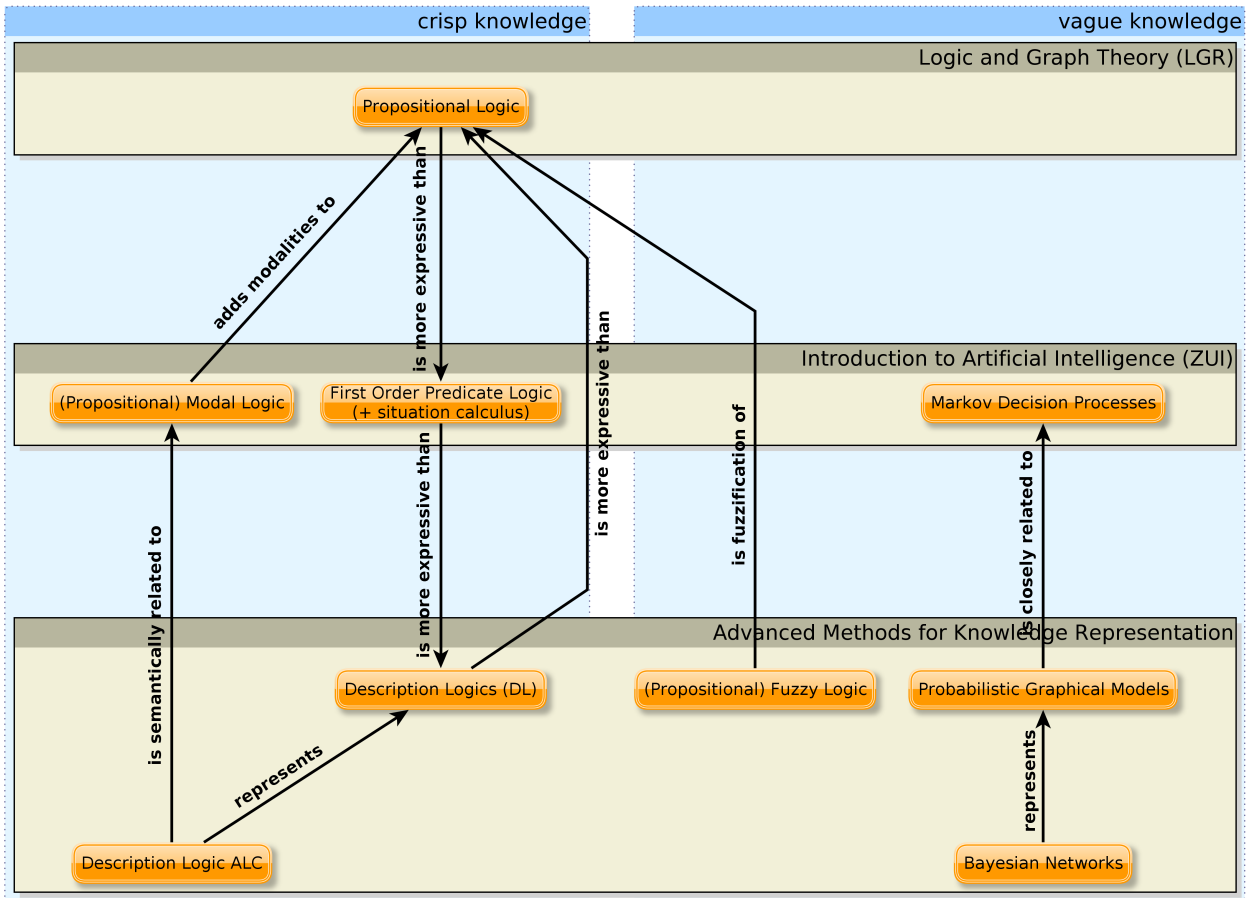 crisp knowledge
vague knowledge
Logic and Graph Theory (LGR)
Propositional Logic
adds modalities to
is more expressive than
is more expressive than
is fuzzification of
Introduction to Artificial Intelligence (ZUI)
(Propositional) Modal Logic
First Order Predicate Logic
(+ situation calculus)
Markov Decision Processes
is semantically related to
is more expressive than
is closely related to
Advanced Methods for Knowledge Representation
Description Logics (DL)
(Propositional) Fuzzy Logic
Probabilistic Graphical Models
represents
represents
Description Logic ALC
Bayesian Networks